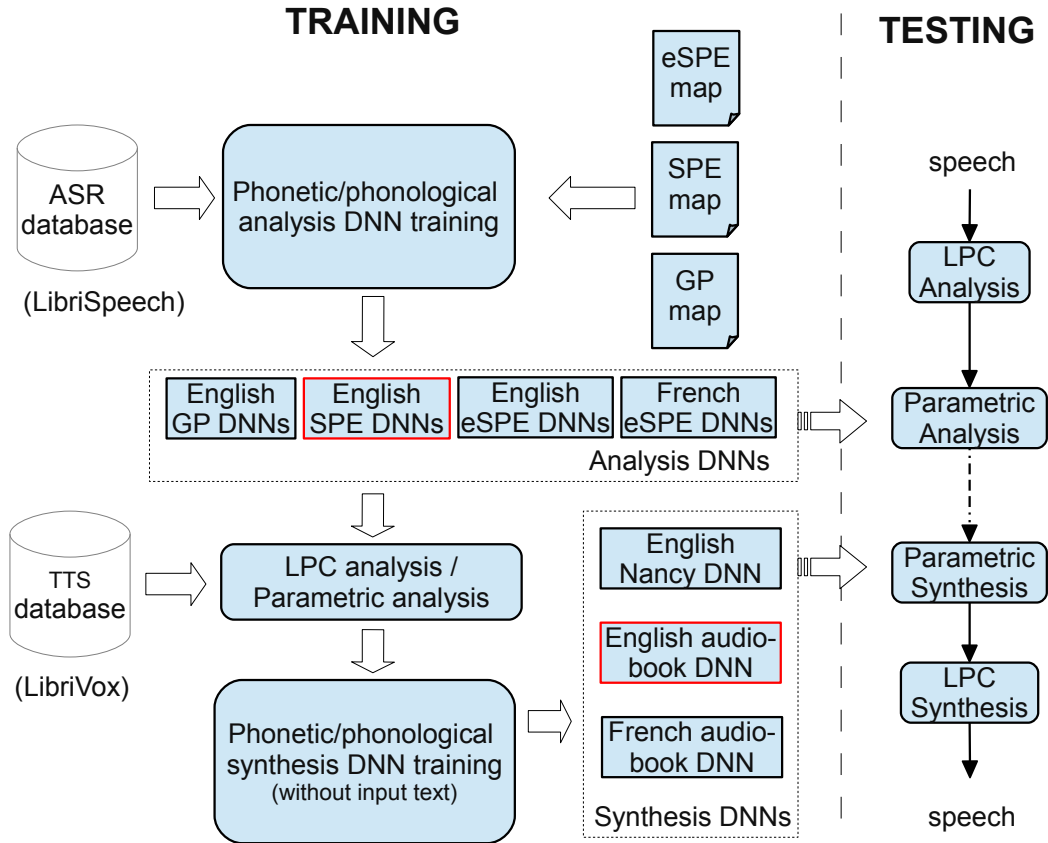 TRAINING
TESTING
eSPE
map
SPE
map
GP
map
ASR
database
(LibriSpeech)
Phonetic/phonological
analysis DNN training
English
GP DNNs
English
SPE DNNs
English
eSPE DNNs
French
eSPE DNNs
Analysis DNNs
TTS
database
(LibriVox)
LPC analysis /
Parametric analysis
Phonetic/phonological
synthesis DNN training
(without input text)
English
Nancy DNN
English audio-
book DNN
French audio-
book DNN
Synthesis DNNs
speech
LPC
Analysis
Parametric
Analysis
Parametric
Synthesis
LPC
Synthesis
speech